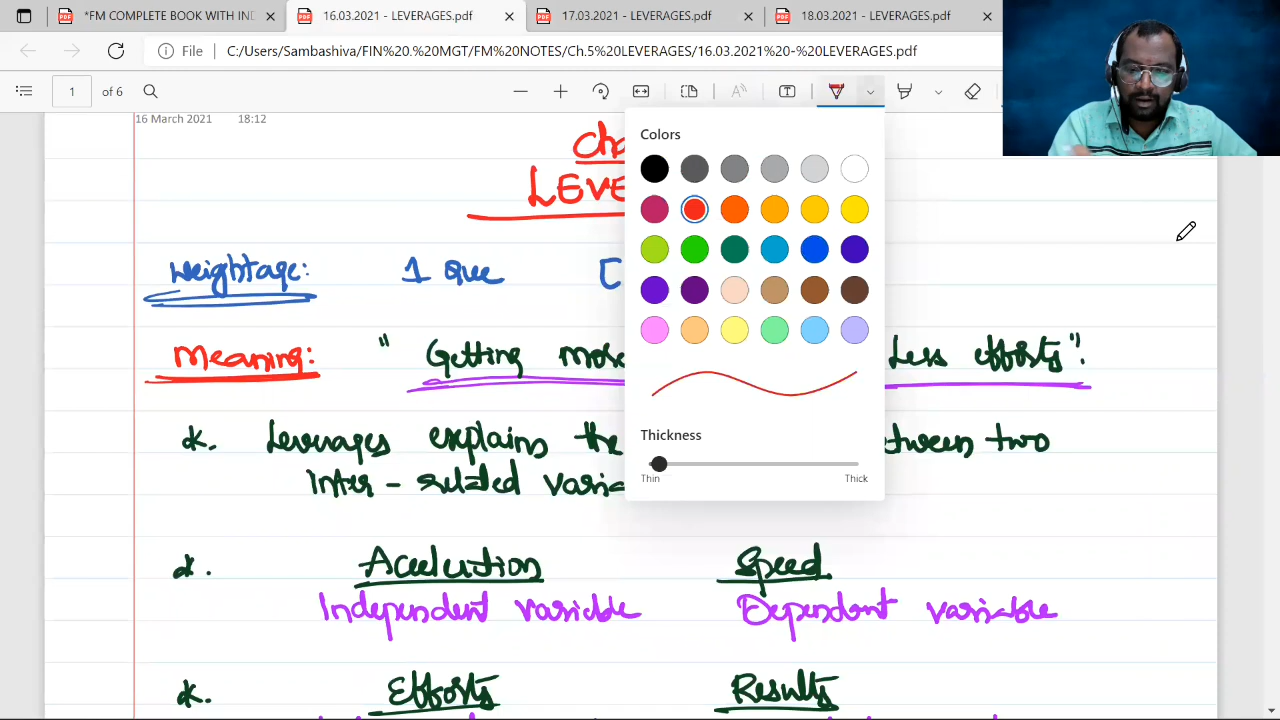 *FM COMPLETE BOOK WITH IND
16.03.2021 - LEVERAGES.pdf
17.03.2021 - LEVERAGES.pdf
18.03.2021 - LEVERAGES.pdf
File
C:/Users/Sambashiva/FIN%20.%20MGT/FM%20NOTES/Ch.5%20LEVERAGES/16.03.2021%20-%20LEVERAGES.pdf
1 of 6
16 March 2021 18:12
Ch
LEVE
Colors
Weightage: 1 Que [
Meaning: " Getting more Less efforts".
*. Leverages explains the tween two
Inter - related varia
Thickness
Thin Thick
*. Aceelection Speed
Independent variable Dependent variable
*. Efforts Results